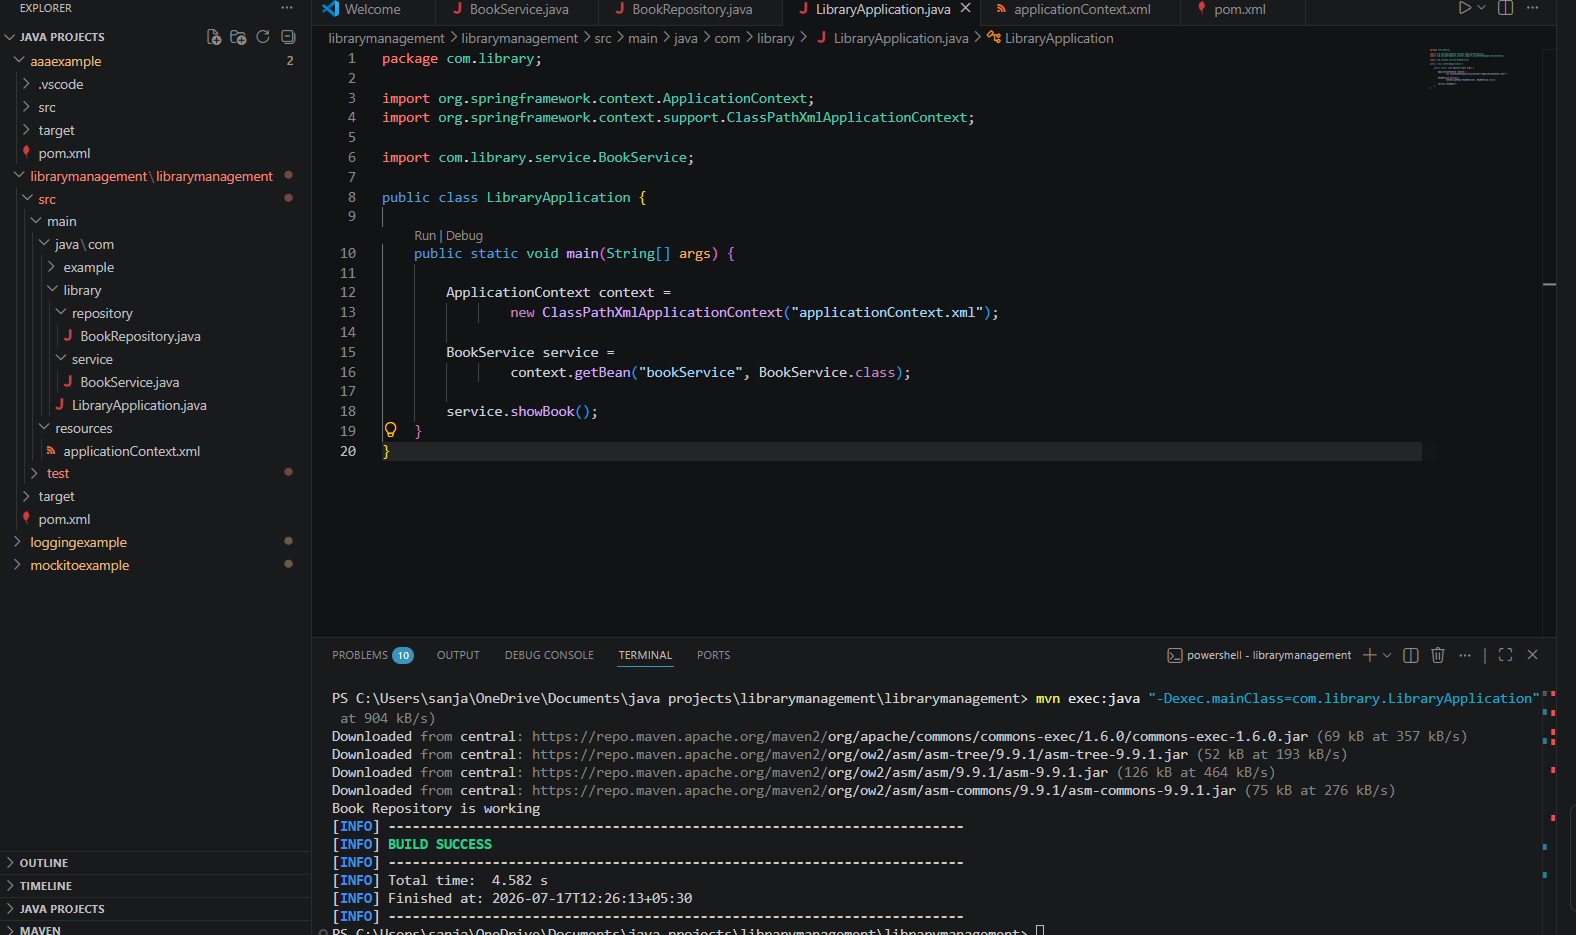 EXPLORER ···
JAVA PROJECTS
aaaexample 2
.vscode
src
target
pom.xml
librarymanagement\librarymanagement
src
main
java\com
example
library
repository
BookRepository.java
service
BookService.java
LibraryApplication.java
resources
applicationContext.xml
test
target
pom.xml
loggingexample
mockitoexample
OUTLINE
TIMELINE
JAVA PROJECTS
MAVEN
Welcome BookService.java BookRepository.java LibraryApplication.java applicationContext.xml pom.xml ···
librarymanagement > librarymanagement > src > main > java > com > library > LibraryApplication.java > LibraryApplication
1 package com.library;
2
3 import org.springframework.context.ApplicationContext;
4 import org.springframework.context.support.ClassPathXmlApplicationContext;
5
6 import com.library.service.BookService;
7
8 public class LibraryApplication {
9
Run | Debug
10 public static void main(String[] args) {
11
12 ApplicationContext context =
13 new ClassPathXmlApplicationContext("applicationContext.xml");
14
15 BookService service =
16 context.getBean("bookService", BookService.class);
17
18 service.showBook();
19 }
20 }
PROBLEMS 10 OUTPUT DEBUG CONSOLE TERMINAL PORTS powershell - librarymanagement ···
PS C:\Users\sanja\OneDrive\Documents\java projects\librarymanagement\librarymanagement> mvn exec:java "-Dexec.mainClass=com.library.LibraryApplication"
at 904 kB/s)
Downloaded from central: https://repo.maven.apache.org/maven2/org/apache/commons/commons-exec/1.6.0/commons-exec-1.6.0.jar (69 kB at 357 kB/s)
Downloaded from central: https://repo.maven.apache.org/maven2/org/ow2/asm/asm-tree/9.9.1/asm-tree-9.9.1.jar (52 kB at 193 kB/s)
Downloaded from central: https://repo.maven.apache.org/maven2/org/ow2/asm/asm/9.9.1/asm-9.9.1.jar (126 kB at 464 kB/s)
Downloaded from central: https://repo.maven.apache.org/maven2/org/ow2/asm/asm-commons/9.9.1/asm-commons-9.9.1.jar (75 kB at 276 kB/s)
Book Repository is working
[INFO] ------------------------------------------------------------------------
[INFO] BUILD SUCCESS
[INFO] ------------------------------------------------------------------------
[INFO] Total time:  4.582 s
[INFO] Finished at: 2026-07-17T12:26:13+05:30
[INFO] ------------------------------------------------------------------------
PS C:\Users\sanja\OneDrive\Documents\java projects\librarymanagement\librarymanagement>